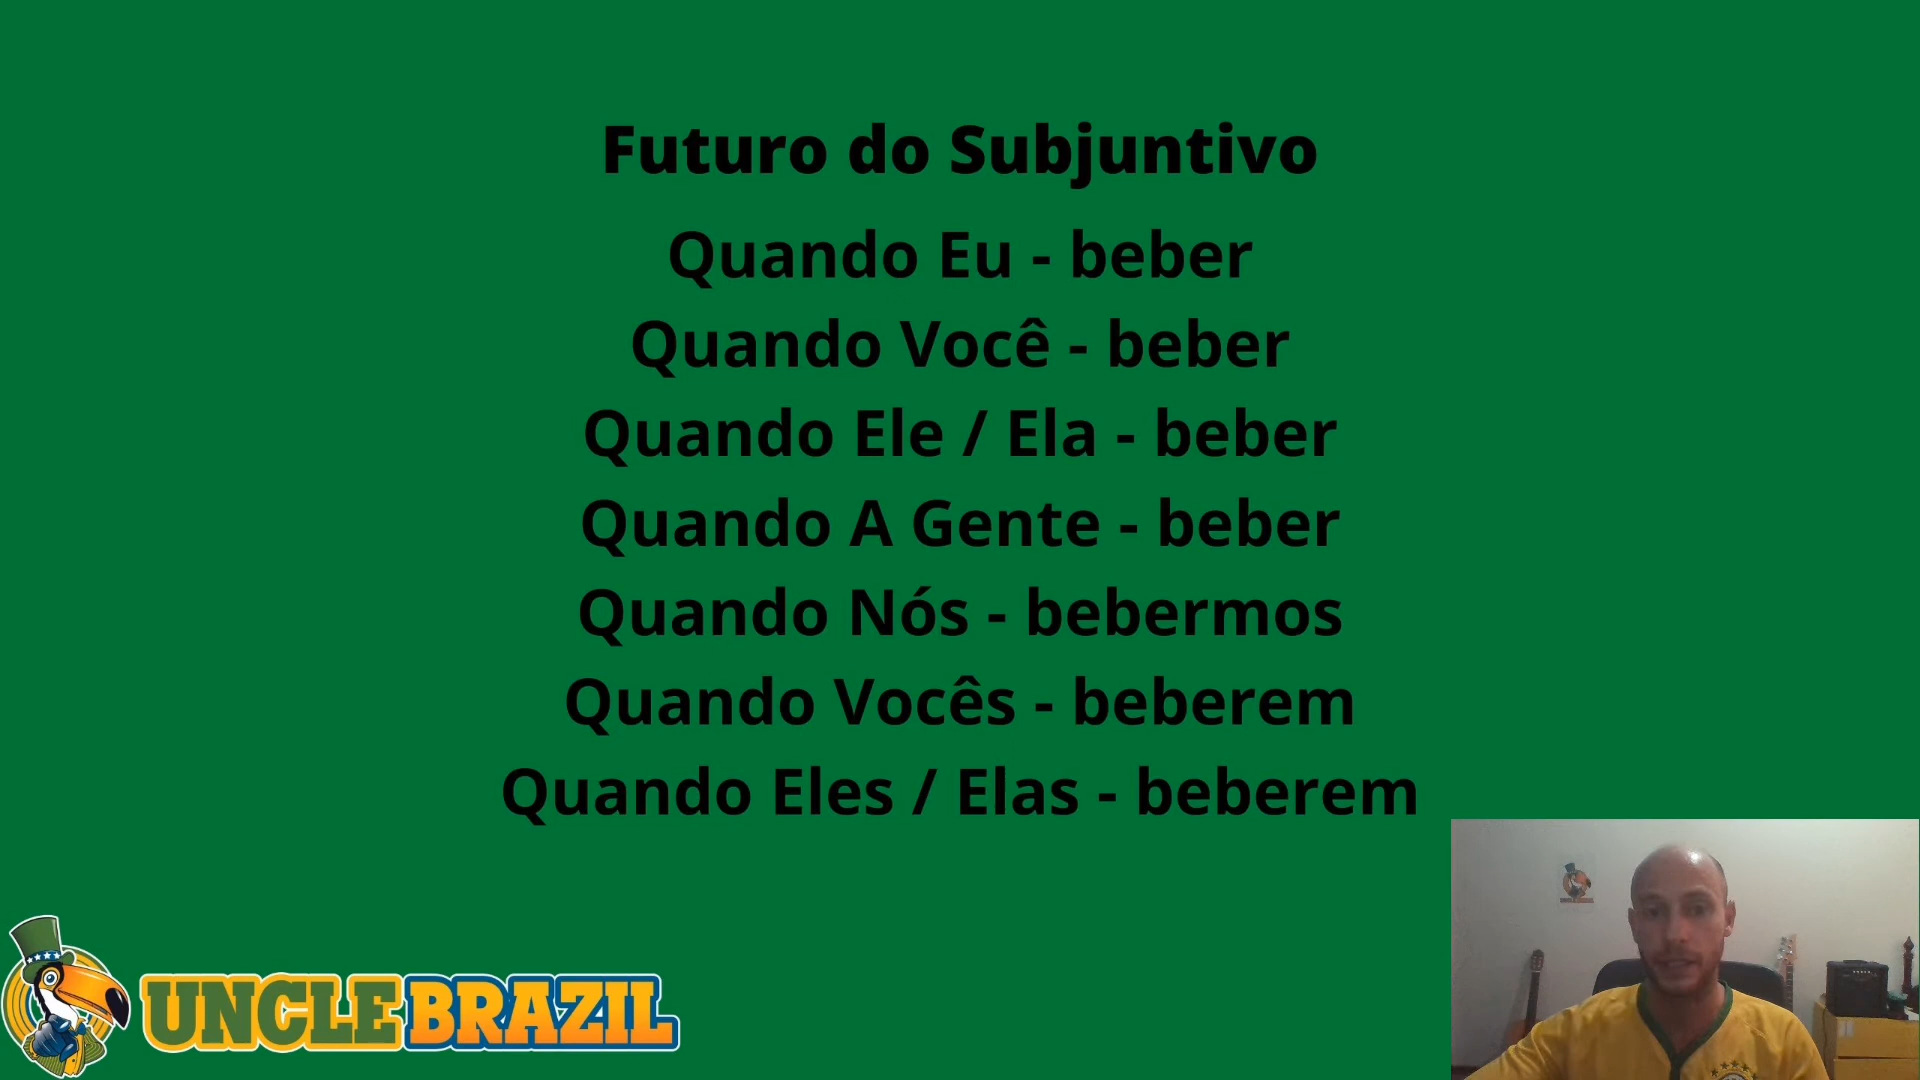 Futuro do Subjuntivo
Quando Eu - beber
Quando Você - beber
Quando Ele / Ela - beber
Quando A Gente - beber
Quando Nós - bebermos
Quando Vocês - beberem
Quando Eles / Elas - beberem
UNCLE BRAZIL